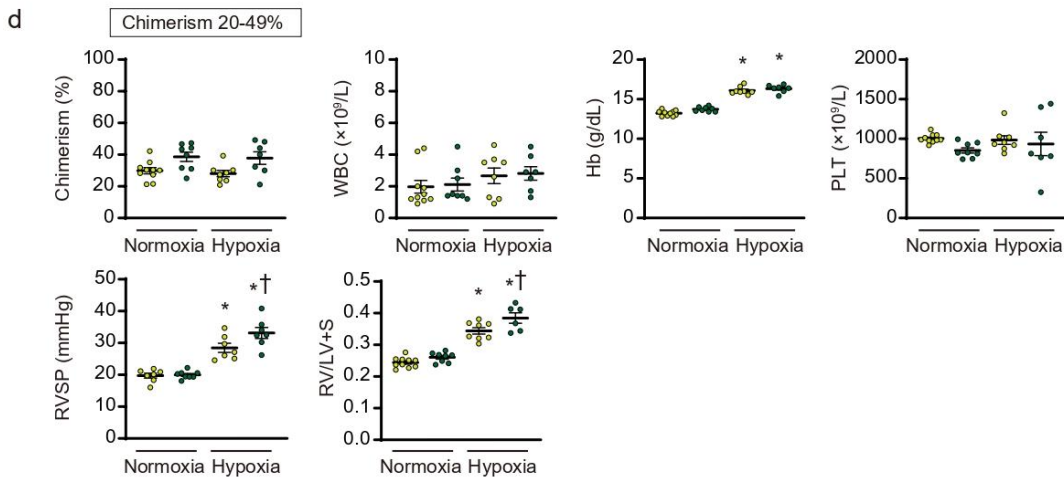 d
Chimerism 20-49%
Chimerism (%)
100
80
60
40
20
0
Normoxia Hypoxia
WBC (×10⁹/L)
10
8
6
4
2
0
Normoxia Hypoxia
Hb (g/dL)
20
15
10
5
0
* *
Normoxia Hypoxia
PLT (×10⁹/L)
2000
1500
1000
500
0
Normoxia Hypoxia
RVSP (mmHg)
50
40
30
20
10
0
* *†
Normoxia Hypoxia
RV/LV+S
0.5
0.4
0.3
0.2
0.1
0.0
* *†
Normoxia Hypoxia